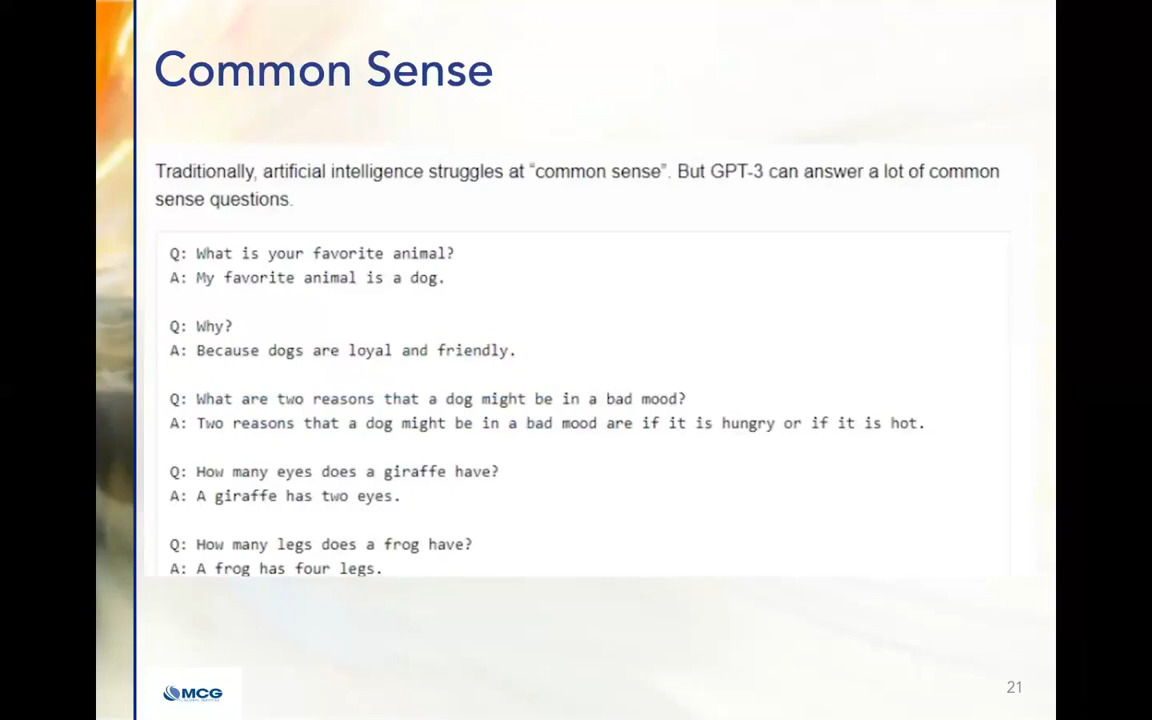 Common Sense
Traditionally, artificial intelligence struggles at “common sense”. But GPT-3 can answer a lot of common
sense questions.
Q: What is your favorite animal?
A: My favorite animal is a dog.
Q: Why?
A: Because dogs are loyal and friendly.
Q: What are two reasons that a dog might be in a bad mood?
A: Two reasons that a dog might be in a bad mood are if it is hungry or if it is hot.
Q: How many eyes does a giraffe have?
A: A giraffe has two eyes.
Q: How many legs does a frog have?
A: A frog has four legs.
MCG
21